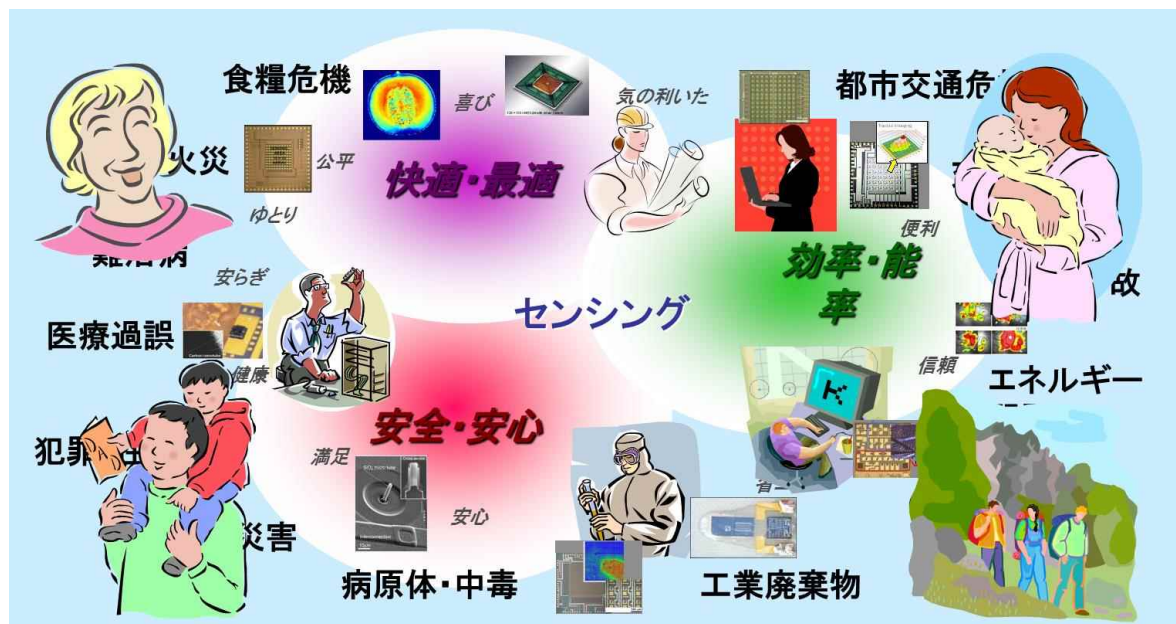 食糧危機
喜び
気の利いた
都市交通危
火災
公平
快適・最適
ゆとり
便利
安らぎ
効率・能
率
センシング
故
医療過誤
健康
信頼
エネルギー
安全・安心
犯罪
満足
安心
災害
病原体・中毒
工業廃棄物